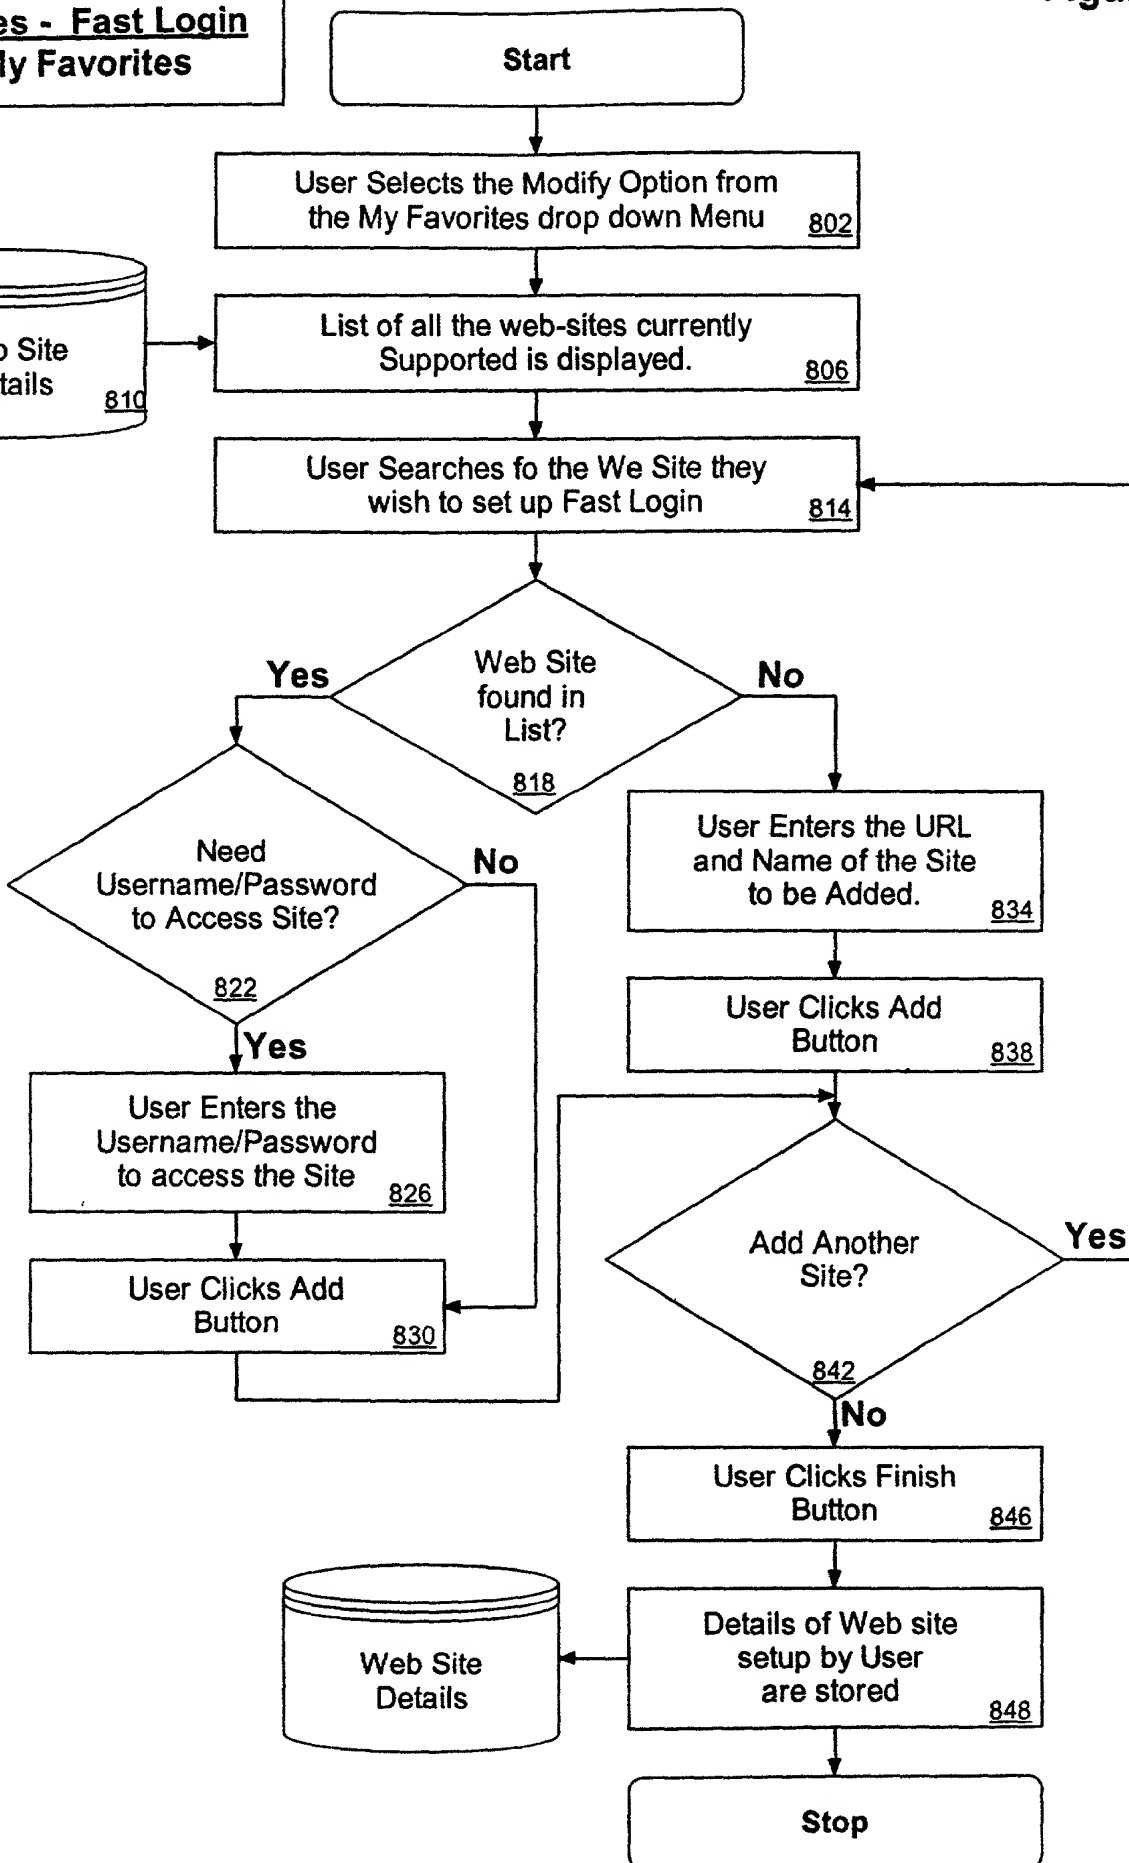 es - Fast Login
My Favorites
Start
User Selects the Modify Option from
the My Favorites drop down Menu
802
List of all the web-sites currently
Supported is displayed.
806
Site
tails
810
User Searches fo the We Site they
wish to set up Fast Login
814
Web Site
found in
List?
818
Yes
No
Need
Username/Password
to Access Site?
822
No
Yes
User Enters the URL
and Name of the Site
to be Added.
834
User Clicks Add
Button
838
User Enters the
Username/Password
to access the Site
826
User Clicks Add
Button
830
Add Another
Site?
842
Yes
No
User Clicks Finish
Button
846
Details of Web site
setup by User
are stored
848
Web Site
Details
Stop